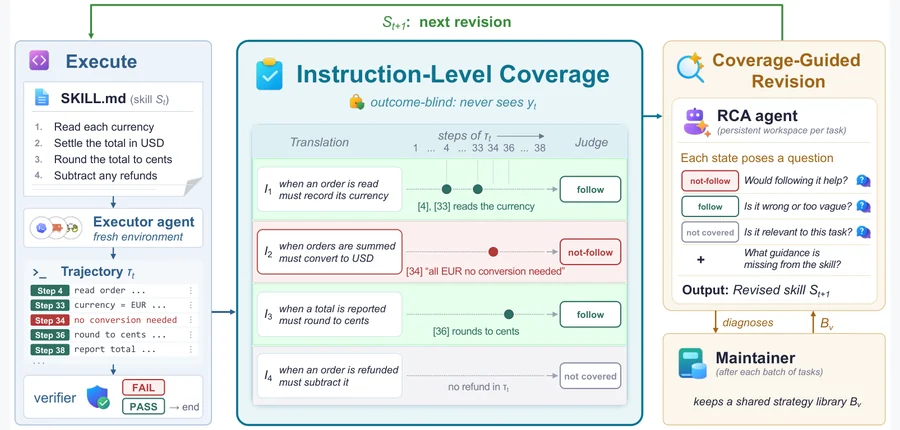 S_{t+1}: next revision
Execute
SKILL.md (skill S_t)
1. Read each currency
2. Settle the total in USD
3. Round the total to cents
4. Subtract any refunds
Executor agent
fresh environment
>_ Trajectory τ_t
Step 4 read order ...
Step 33 currency = EUR ...
Step 34 no conversion needed
Step 36 round to cents ...
Step 38 report total ...
...
verifier
FAIL
PASS → end
Instruction-Level Coverage
outcome-blind: never sees y_t
Translation
steps of τ_t
1 ... 4 ... 33 34 36 ... 38
Judge
I_1 when an order is read
must record its currency
[4], [33] reads the currency
follow
I_2 when orders are summed
must convert to USD
[34] “all EUR no conversion needed”
not-follow
I_3 when a total is reported
must round to cents
[36] rounds to cents
follow
I_4 when an order is refunded
must subtract it
no refund in τ_t
not covered
Coverage-Guided
Revision
RCA agent
(persistent workspace per task)
Each state poses a question
not-follow Would following it help?
follow Is it wrong or too vague?
not covered Is it relevant to this task?
+ What guidance is
missing from the skill?
Output: Revised skill S_{t+1}
diagnoses
B_v
Maintainer
(after each batch of tasks)
keeps a shared strategy library B_v